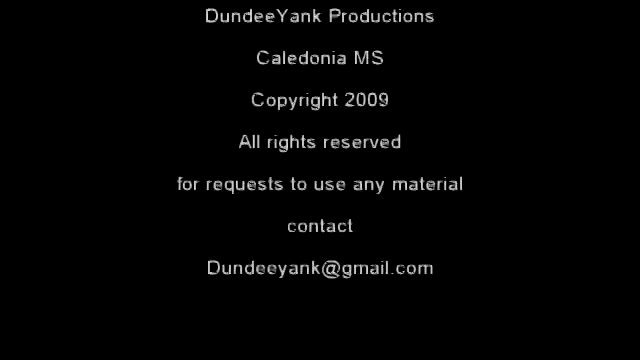 DundeeYank Productions
Caledonia MS
Copyright 2009
All rights reserved
for requests to use any material
contact
Dundeeyank@gmail.com